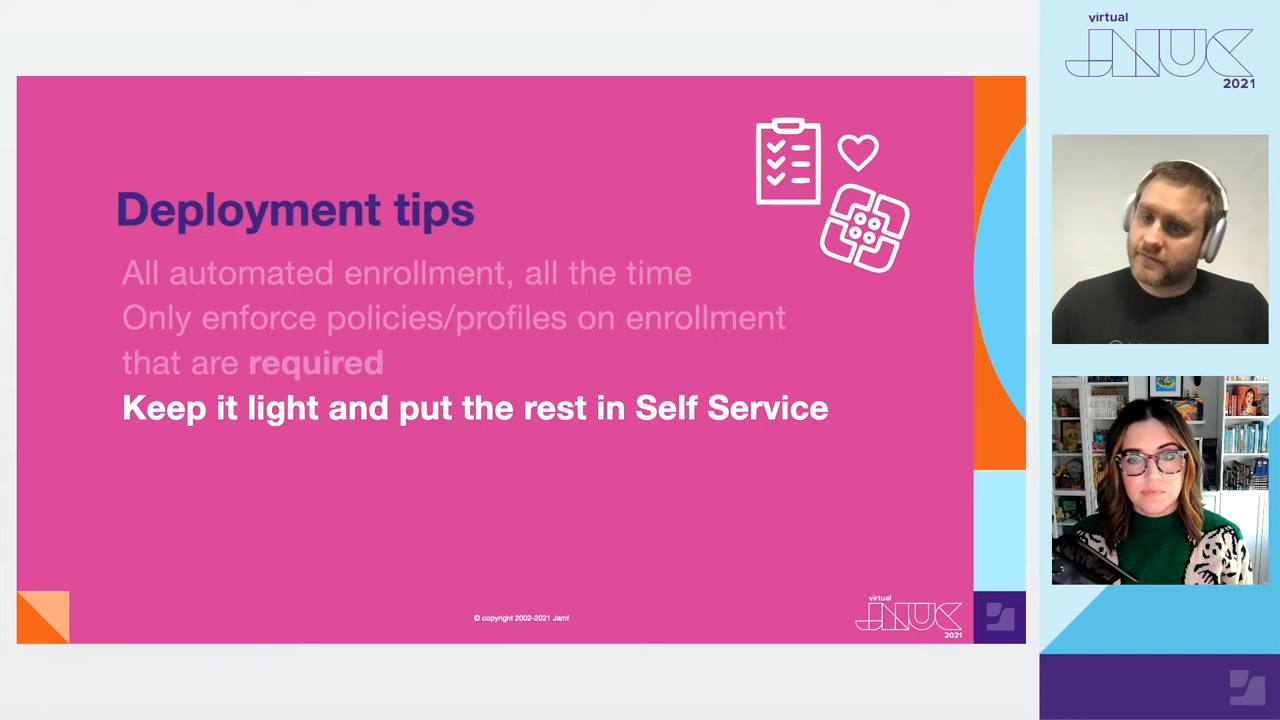 virtual
JNUC
2021
Deployment tips
All automated enrollment, all the time
Only enforce policies/profiles on enrollment
that are required
Keep it light and put the rest in Self Service
© copyright 2002-2021 Jamf
virtual
JNUC
2021